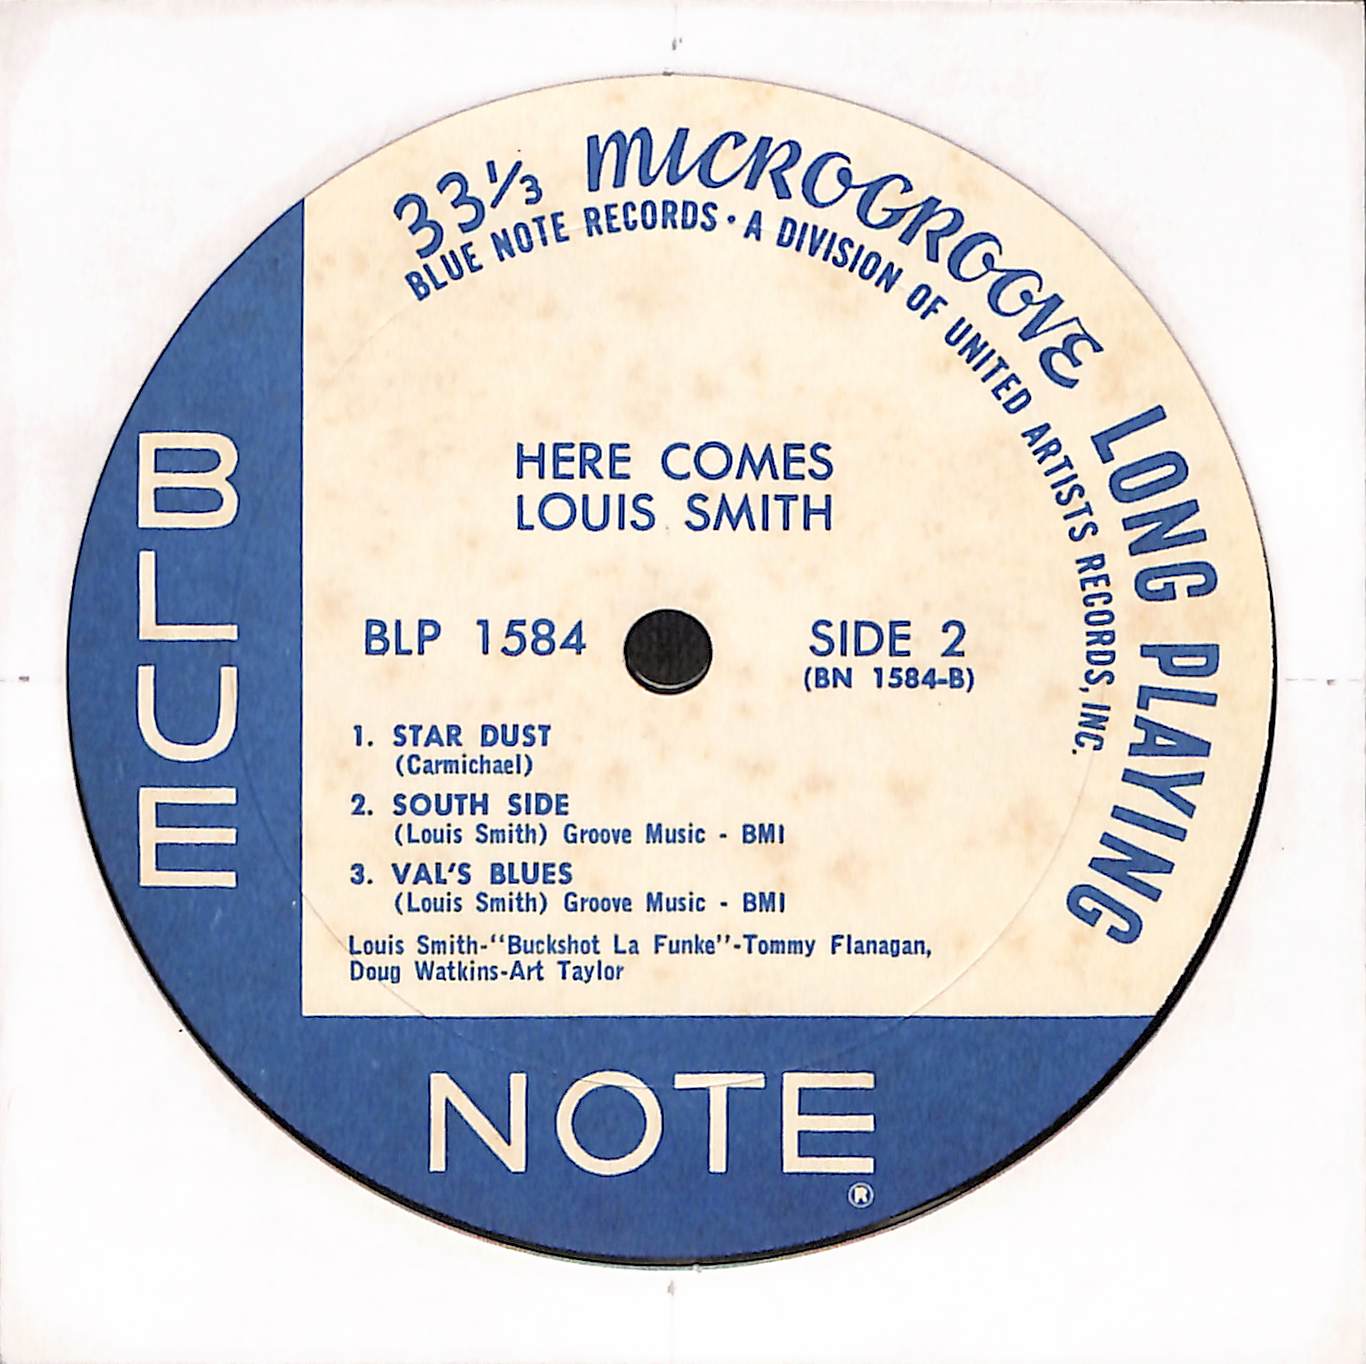 33⅓ MICROGROOVE LONG PLAYING
BLUE NOTE RECORDS • A DIVISION OF UNITED ARTISTS RECORDS, INC.
HERE COMES
LOUIS SMITH
BLP 1584
SIDE 2
(BN 1584-B)
1. STAR DUST
(Carmichael)
2. SOUTH SIDE
(Louis Smith) Groove Music - BMI
3. VAL'S BLUES
(Louis Smith) Groove Music - BMI
Louis Smith-"Buckshot La Funke"-Tommy Flanagan,
Doug Watkins-Art Taylor
BLUE
NOTE
®